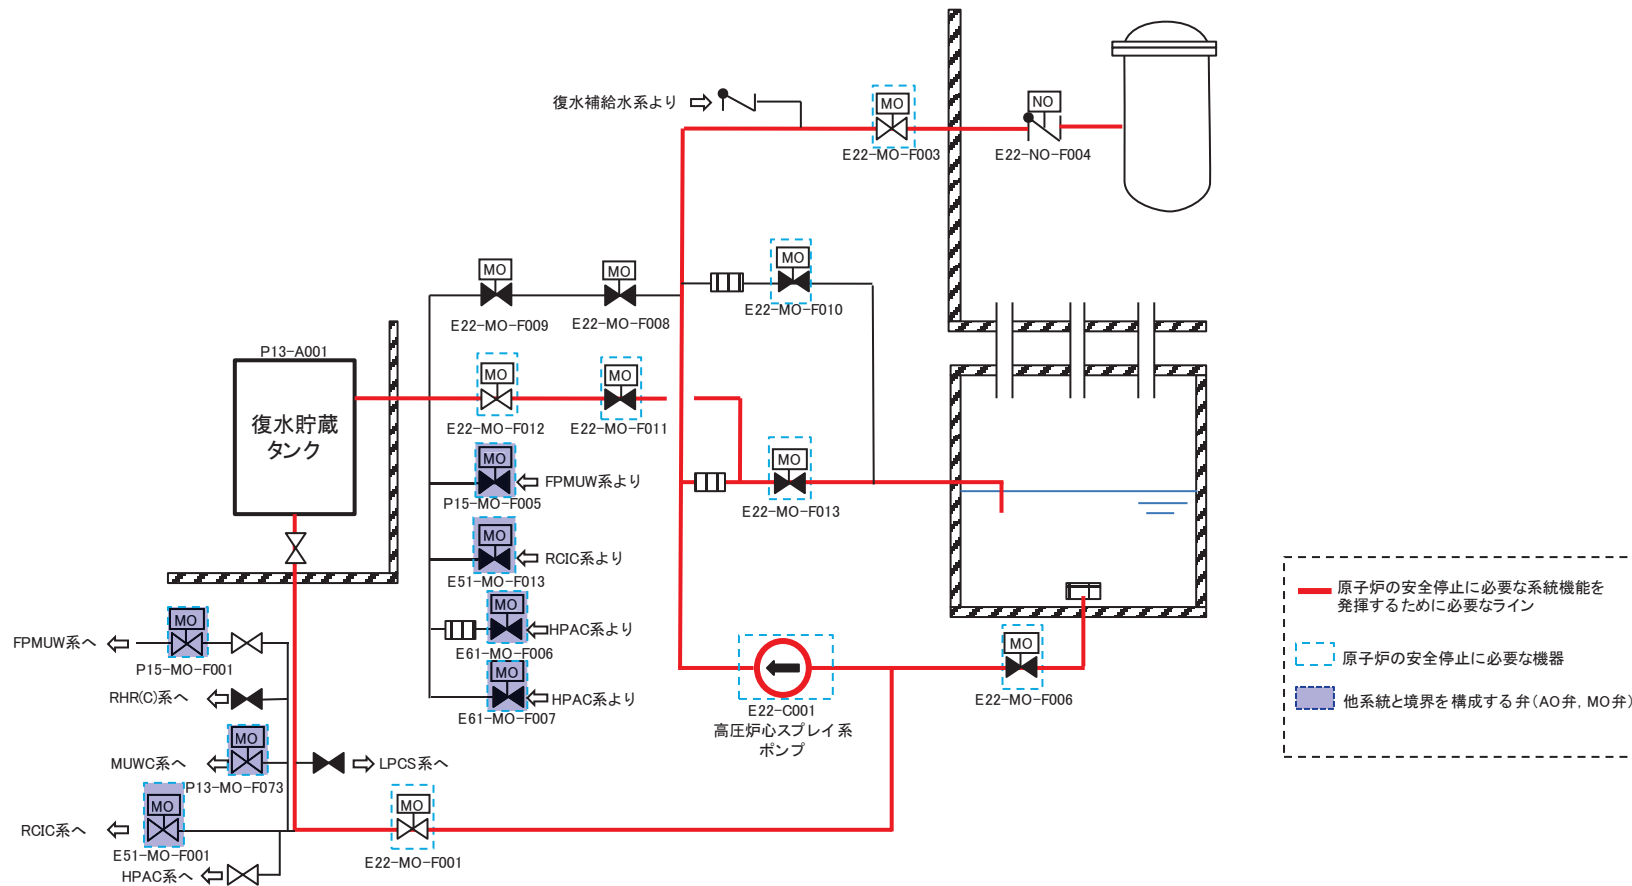 復水補給水系より
MO
E22-MO-F003
NO
E22-NO-F004
MO
E22-MO-F009
MO
E22-MO-F008
MO
E22-MO-F010
P13-A001
復水貯蔵
タンク
MO
E22-MO-F012
MO
E22-MO-F011
MO
P15-MO-F005
FPMUW系より
MO
E22-MO-F013
MO
E51-MO-F013
RCIC系より
MO
E61-MO-F006
HPAC系より
MO
E61-MO-F007
HPAC系より
FPMUW系へ
MO
P15-MO-F001
RHR(C)系へ
MUWC系へ
MO
P13-MO-F073
LPCS系へ
RCIC系へ
MO
E51-MO-F001
HPAC系へ
MO
E22-MO-F001
E22-C001
高圧炉心スプレイ系
ポンプ
MO
E22-MO-F006
原子炉の安全停止に必要な系統機能を
発揮するために必要なライン
原子炉の安全停止に必要な機器
他系統と境界を構成する弁(AO弁, MO弁)